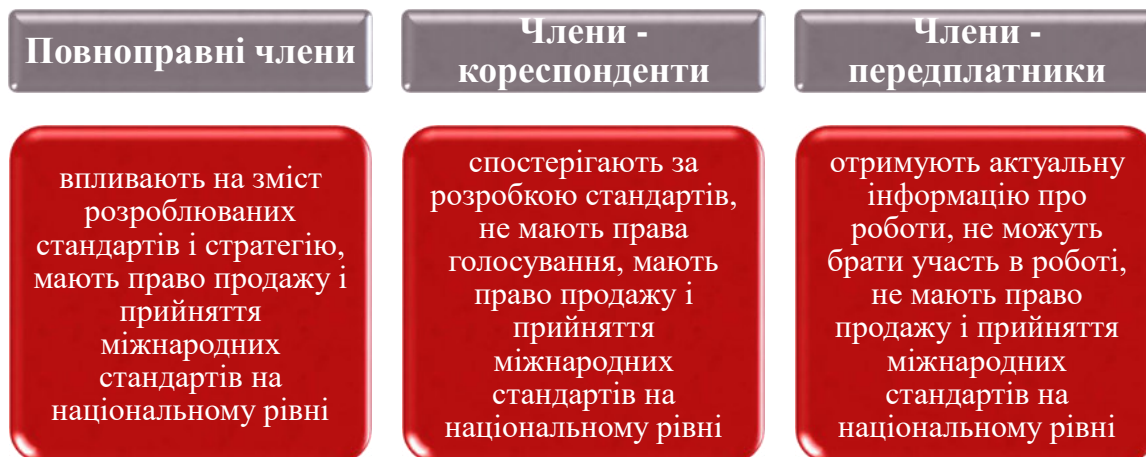 Повноправні члени
Члени -
кореспонденти
Члени -
передплатники
впливають на зміст
розроблюваних
стандартів і стратегію,
мають право продажу і
прийняття
міжнародних
стандартів на
національному рівні
спостерігають за
розробкою стандартів,
не мають права
голосування, мають
право продажу і
прийняття
міжнародних
стандартів на
національному рівні
отримують актуальну
інформацію про
роботи, не можуть
брати участь в роботі,
не мають право
продажу і прийняття
міжнародних
стандартів на
національному рівні